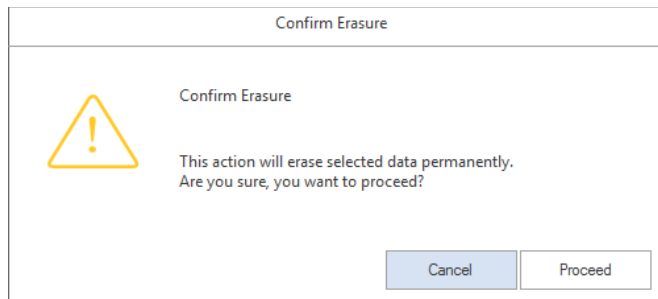 Confirm Erasure
Confirm Erasure
This action will erase selected data permanently.
Are you sure, you want to proceed?
Cancel
Proceed